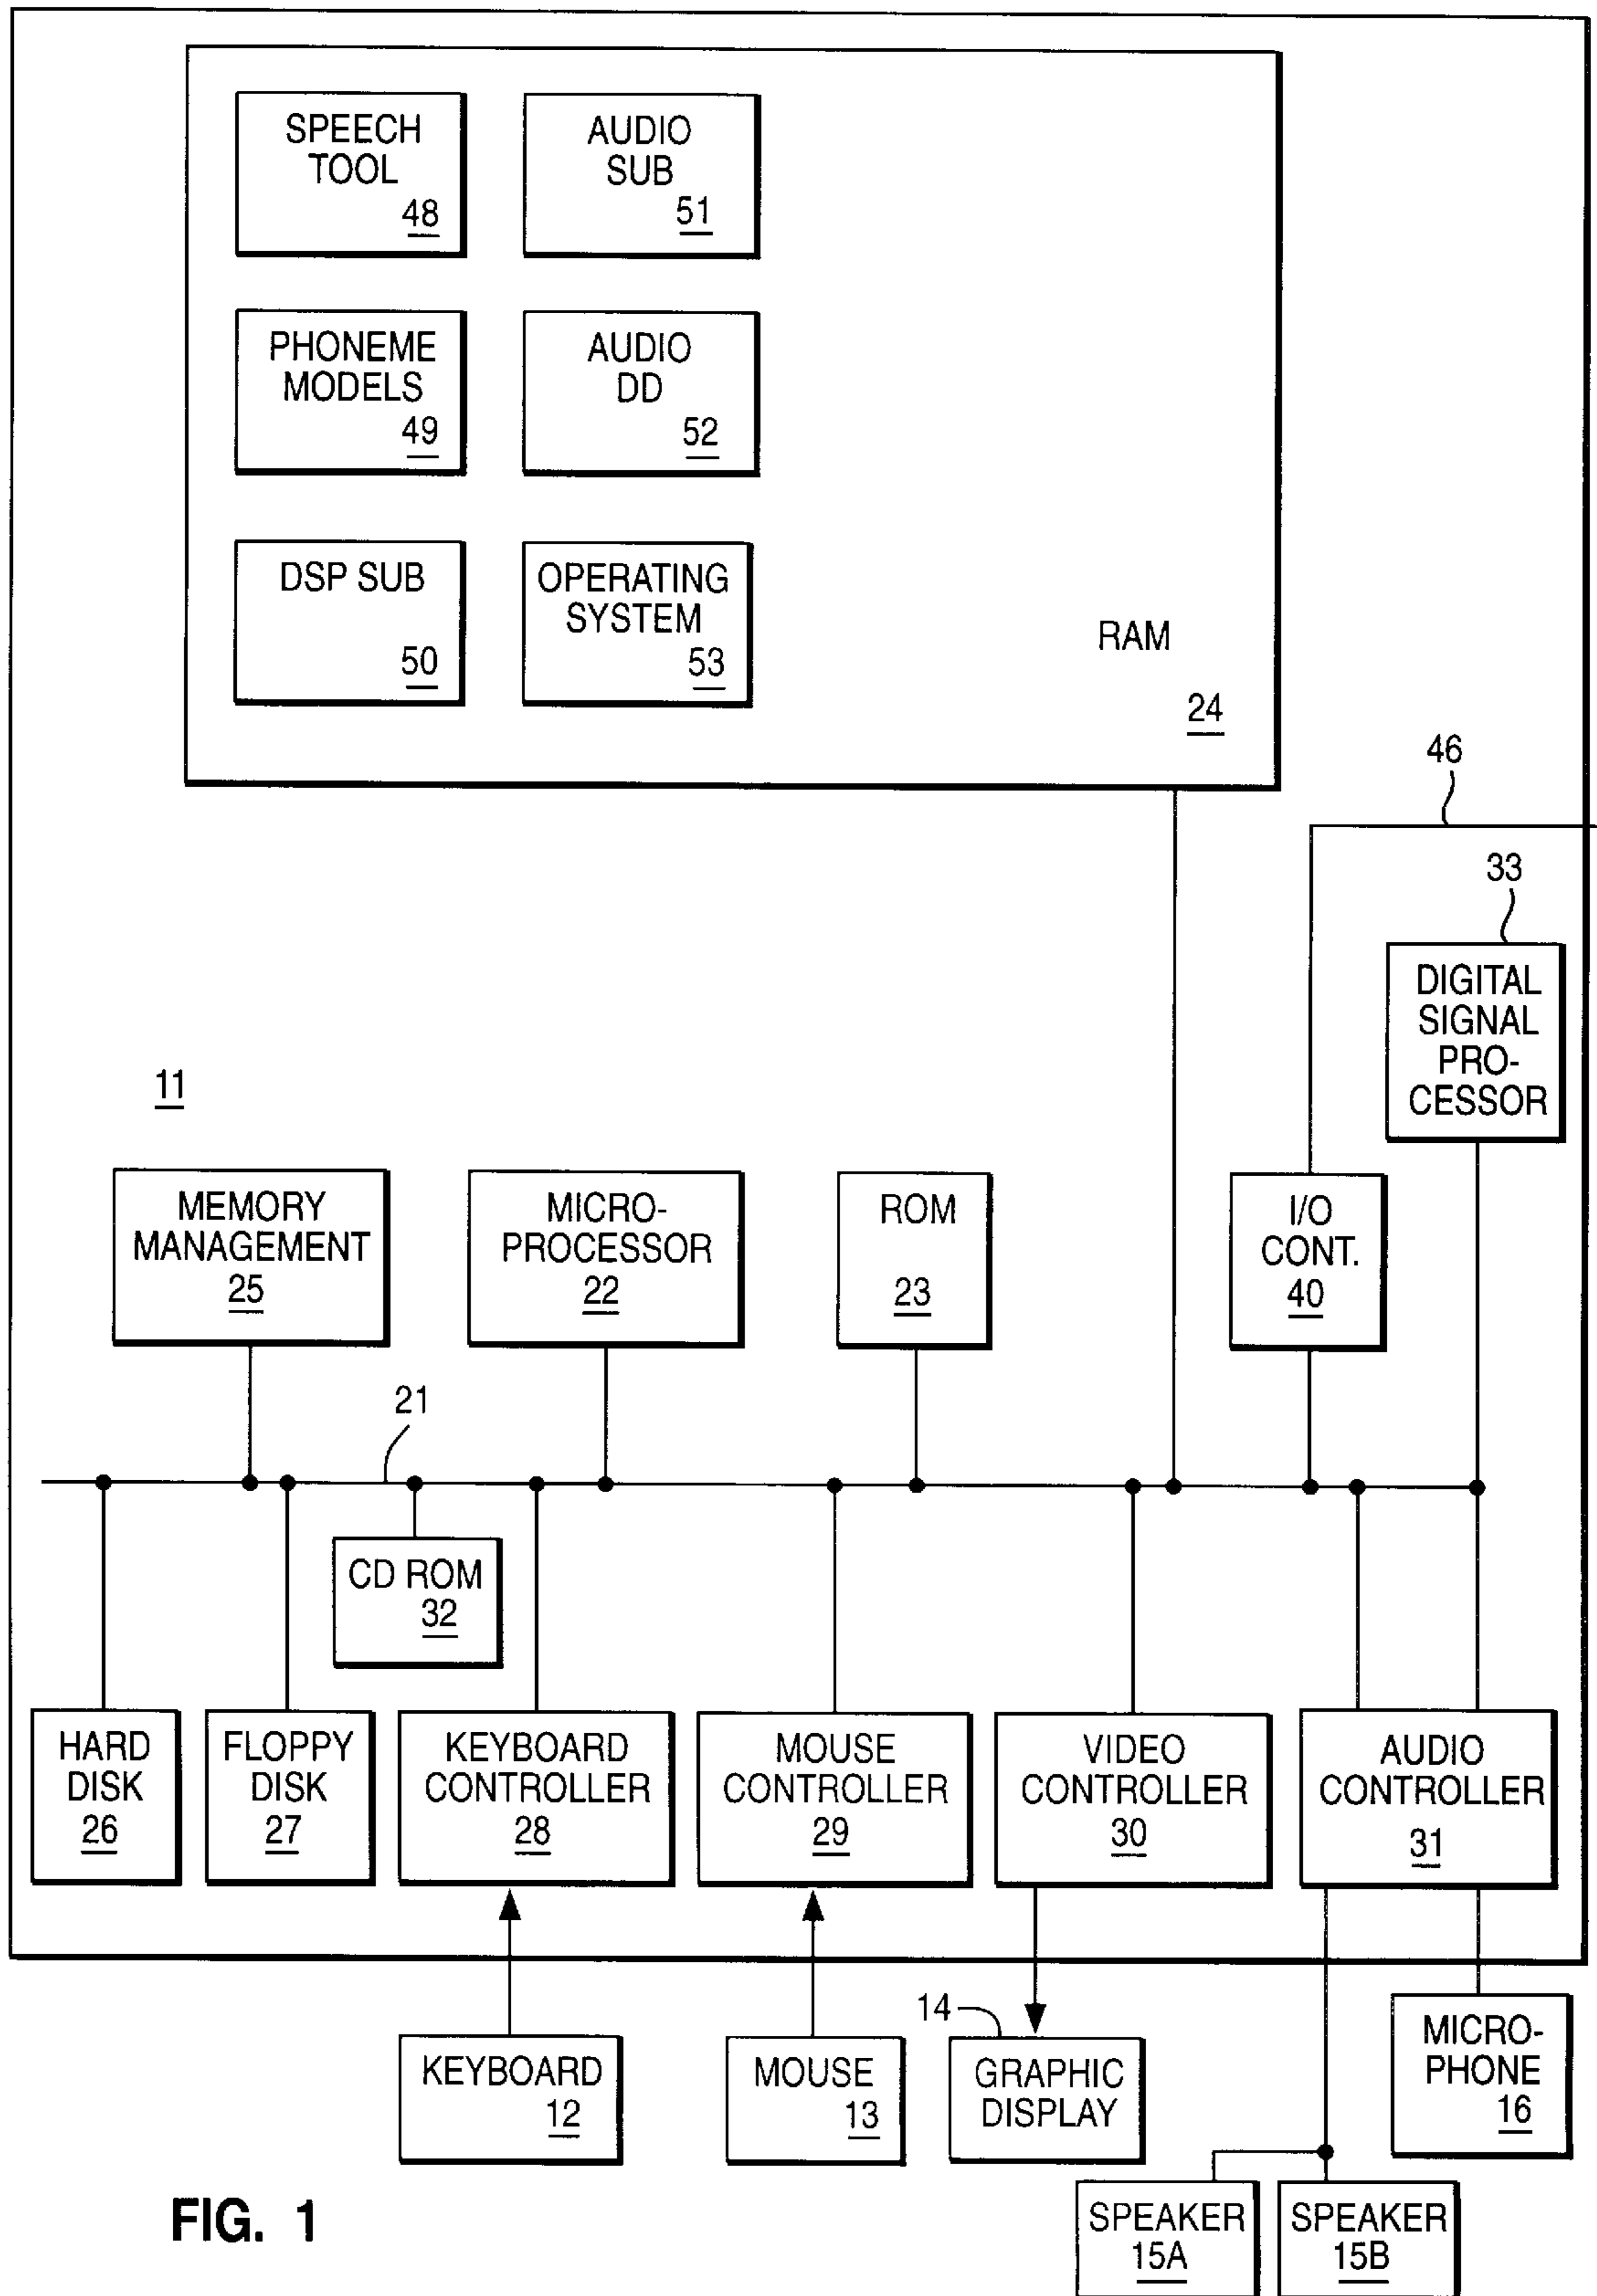 SPEECH
TOOL
48
AUDIO
SUB
51
PHONEME
MODELS
49
AUDIO
DD
52
DSP SUB
50
OPERATING
SYSTEM
53
RAM
24
46
33
DIGITAL
SIGNAL
PRO-
CESSOR
11
MEMORY
MANAGEMENT
25
MICRO-
PROCESSOR
22
ROM
23
I/O
CONT.
40
21
CD ROM
32
HARD
DISK
26
FLOPPY
DISK
27
KEYBOARD
CONTROLLER
28
MOUSE
CONTROLLER
29
VIDEO
CONTROLLER
30
AUDIO
CONTROLLER
31
KEYBOARD
12
MOUSE
13
14
GRAPHIC
DISPLAY
MICRO-
PHONE
16
SPEAKER
15A
SPEAKER
15B
FIG. 1